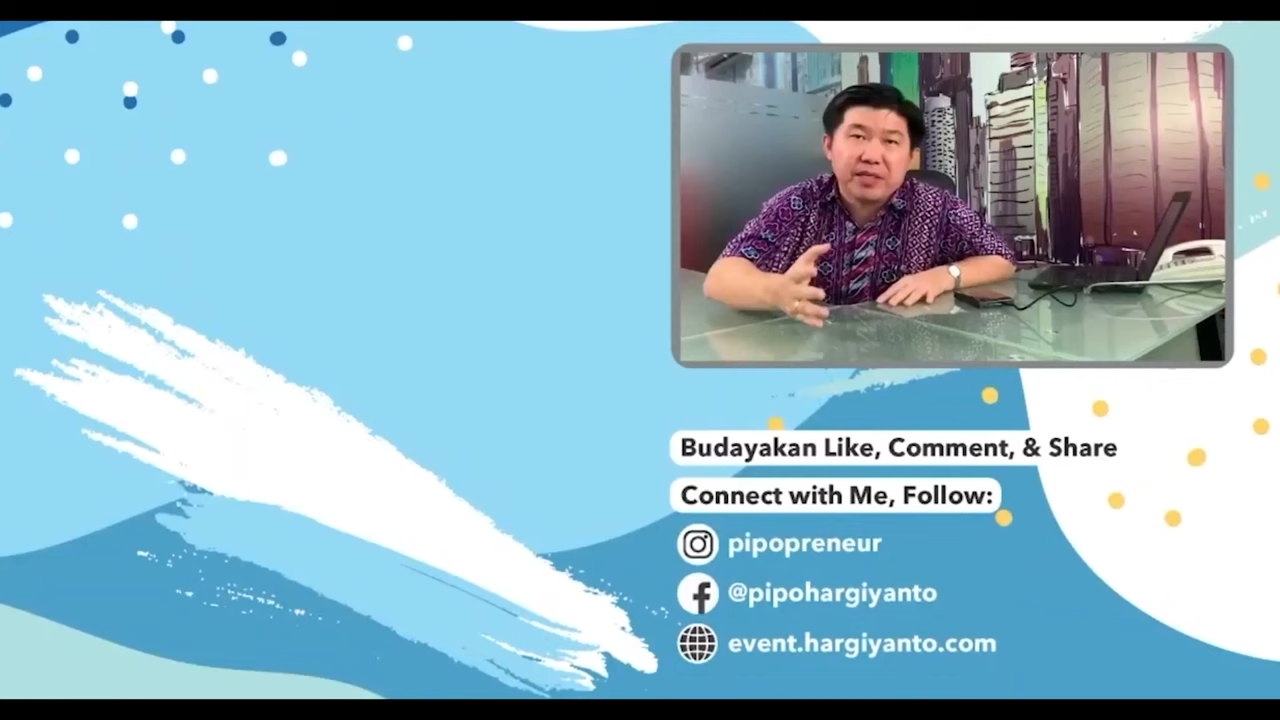 Budayakan Like, Comment, & Share
Connect with Me, Follow:
pipopreneur
@pipohargiyanto
event.hargiyanto.com